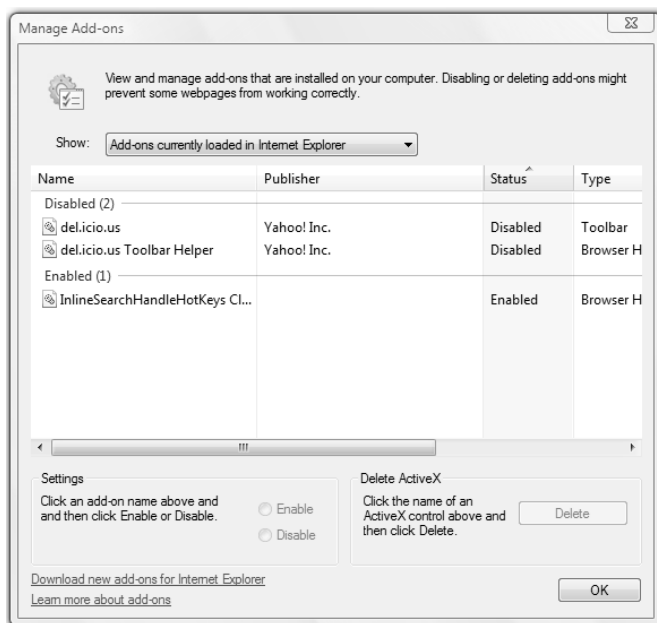 Manage Add-ons
View and manage add-ons that are installed on your computer. Disabling or deleting add-ons might
prevent some webpages from working correctly.
Show: Add-ons currently loaded in Internet Explorer
Name Publisher Status Type
Disabled (2)
del.icio.us Yahoo! Inc. Disabled Toolbar
del.icio.us Toolbar Helper Yahoo! Inc. Disabled Browser H
Enabled (1)
InlineSearchHandleHotKeys Cl... Enabled Browser H
Settings
Click an add-on name above and
and then click Enable or Disable.
Enable
Disable
Delete ActiveX
Click the name of an
ActiveX control above and
then click Delete.
Delete
Download new add-ons for Internet Explorer
Learn more about add-ons
OK